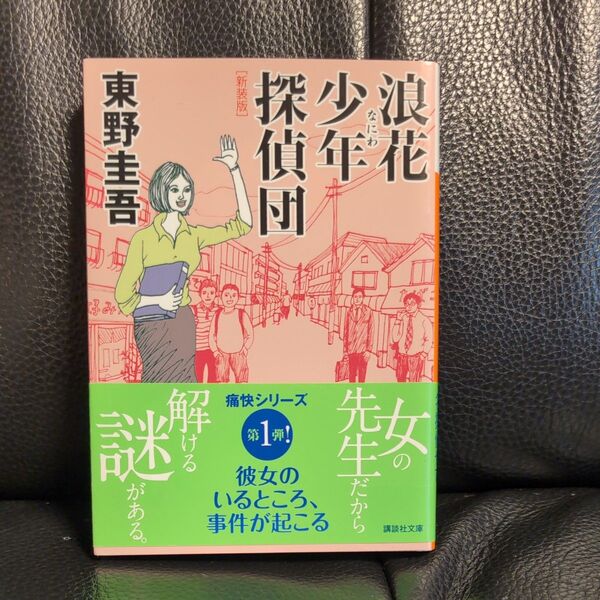 浪花
なにわ
少年
探偵団
[新装版]
東野圭吾
女の
先生だから
解ける
謎がある。
痛快シリーズ
第1弾!
彼女の
いるところ、
事件が起こる
講談社文庫